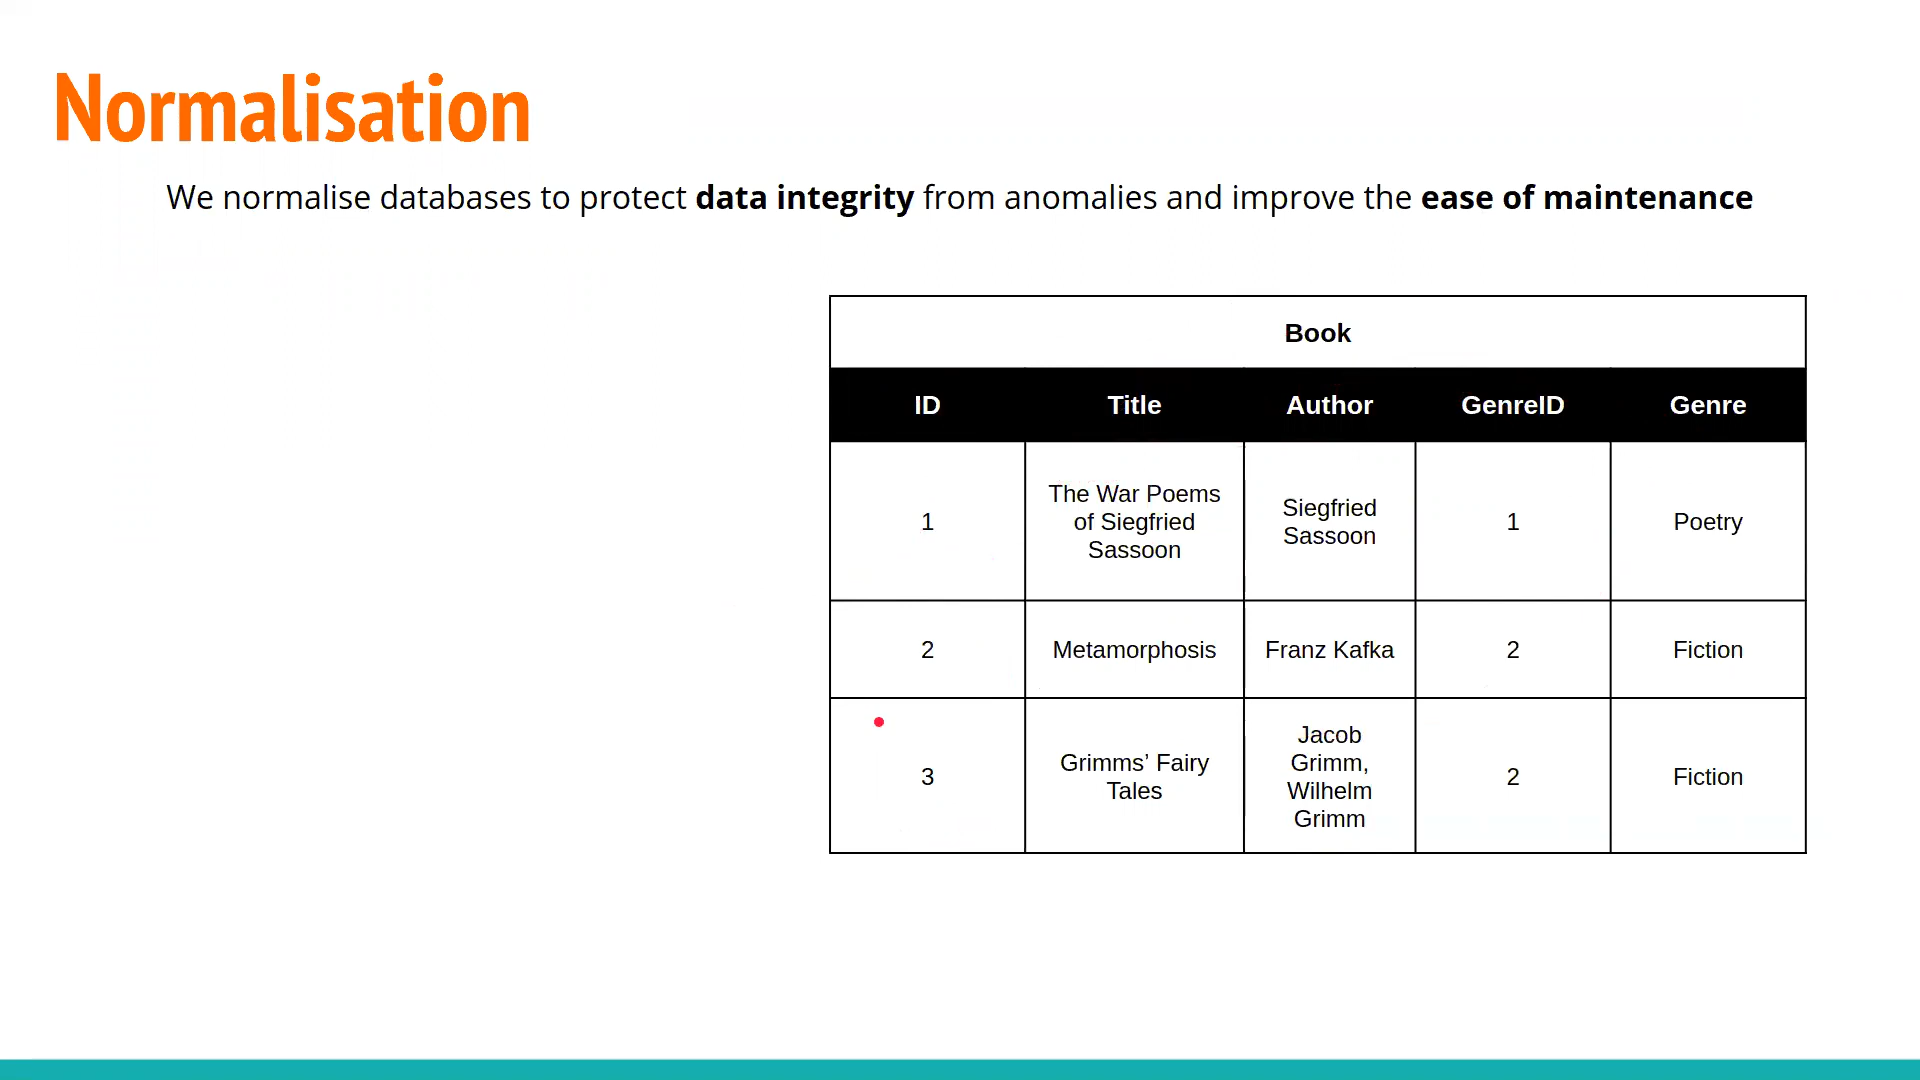 Normalisation
We normalise databases to protect data integrity from anomalies and improve the ease of maintenance
Book
ID Title Author GenreID Genre
1 The War Poems of Siegfried Sassoon Siegfried Sassoon 1 Poetry
2 Metamorphosis Franz Kafka 2 Fiction
3 Grimms’ Fairy Tales Jacob Grimm, Wilhelm Grimm 2 Fiction